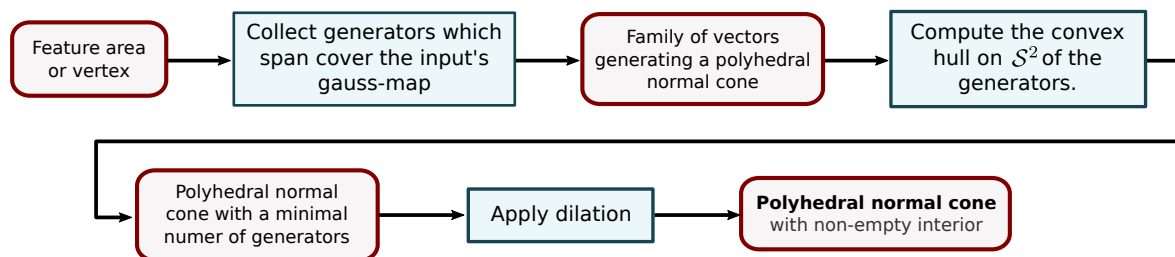 Feature area
or vertex
Collect generators which
span cover the input's
gauss-map
Family of vectors
generating a polyhedral
normal cone
Compute the convex
hull on 𝒮² of the
generators.
Polyhedral normal
cone with a minimal
numer of generators
Apply dilation
Polyhedral normal cone
with non-empty interior